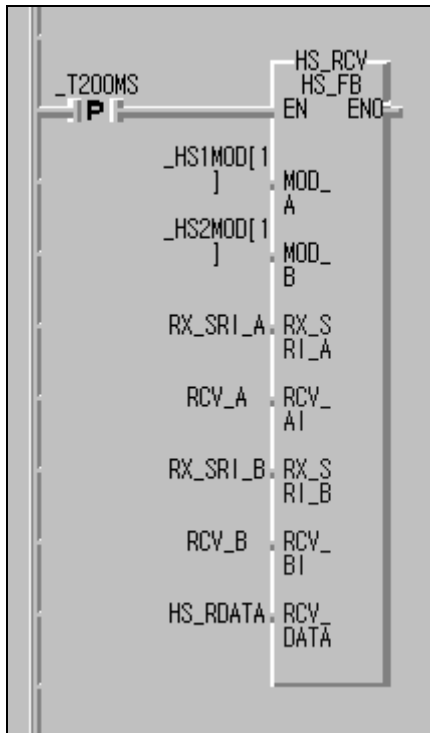 HS_RCV
_T200MS
HS_FB
P
EN ENO
_HS1MOD[1
]
MOD_
A
_HS2MOD[1
]
MOD_
B
RX_SRI_A RX_S
RI_A
RCV_A RCV_
AI
RX_SRI_B RX_S
RI_B
RCV_B RCV_
BI
HS_RDATA RCV_
DATA